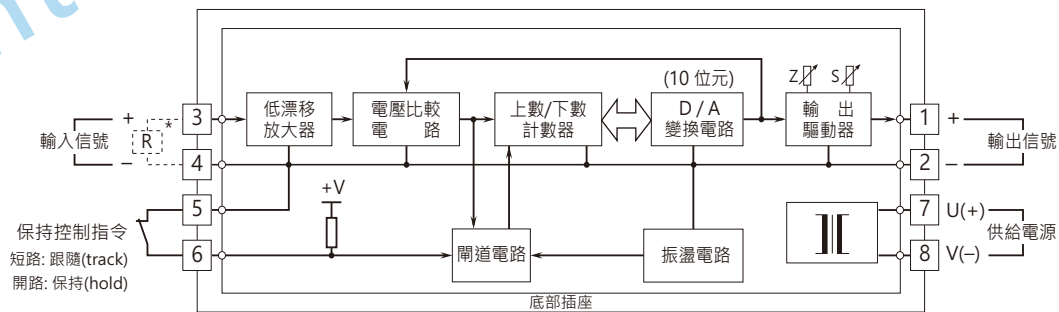 nt
(10 位元)
Z
S
3
低漂移
放大器
電壓比較
電 路
上數/下數
計數器
D / A
變換電路
輸 出
驅動器
1
+
*
R
輸入信號
–
4
2
–
輸出信號
+
5
+V
7
U(+)
保持控制指令
短路: 跟隨(track)
開路: 保持(hold)
6
閘道電路
振盪電路
8
V(–)
供給電源
底部插座